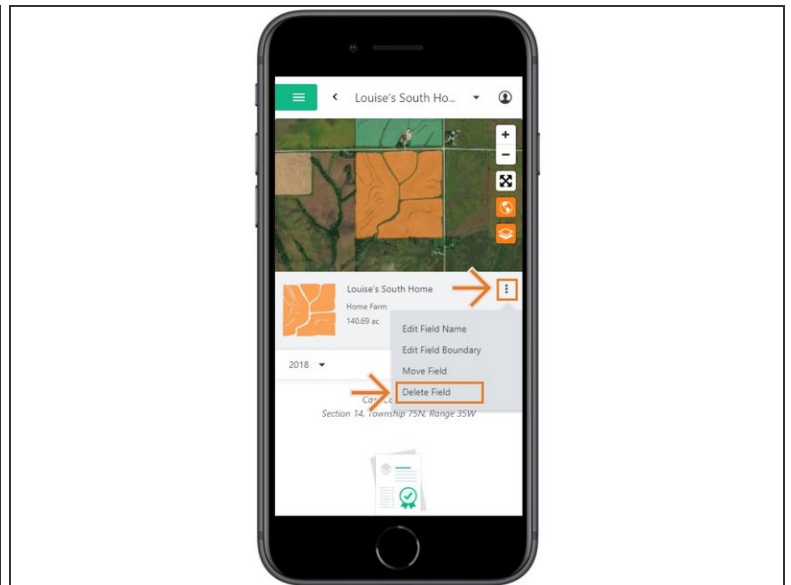 Louise's South Ho...
+
−
Louise's South Home
Home Farm
140.69 ac
Edit Field Name
Edit Field Boundary
Move Field
Delete Field
2018
Section 14, Township 75N, Range 35W